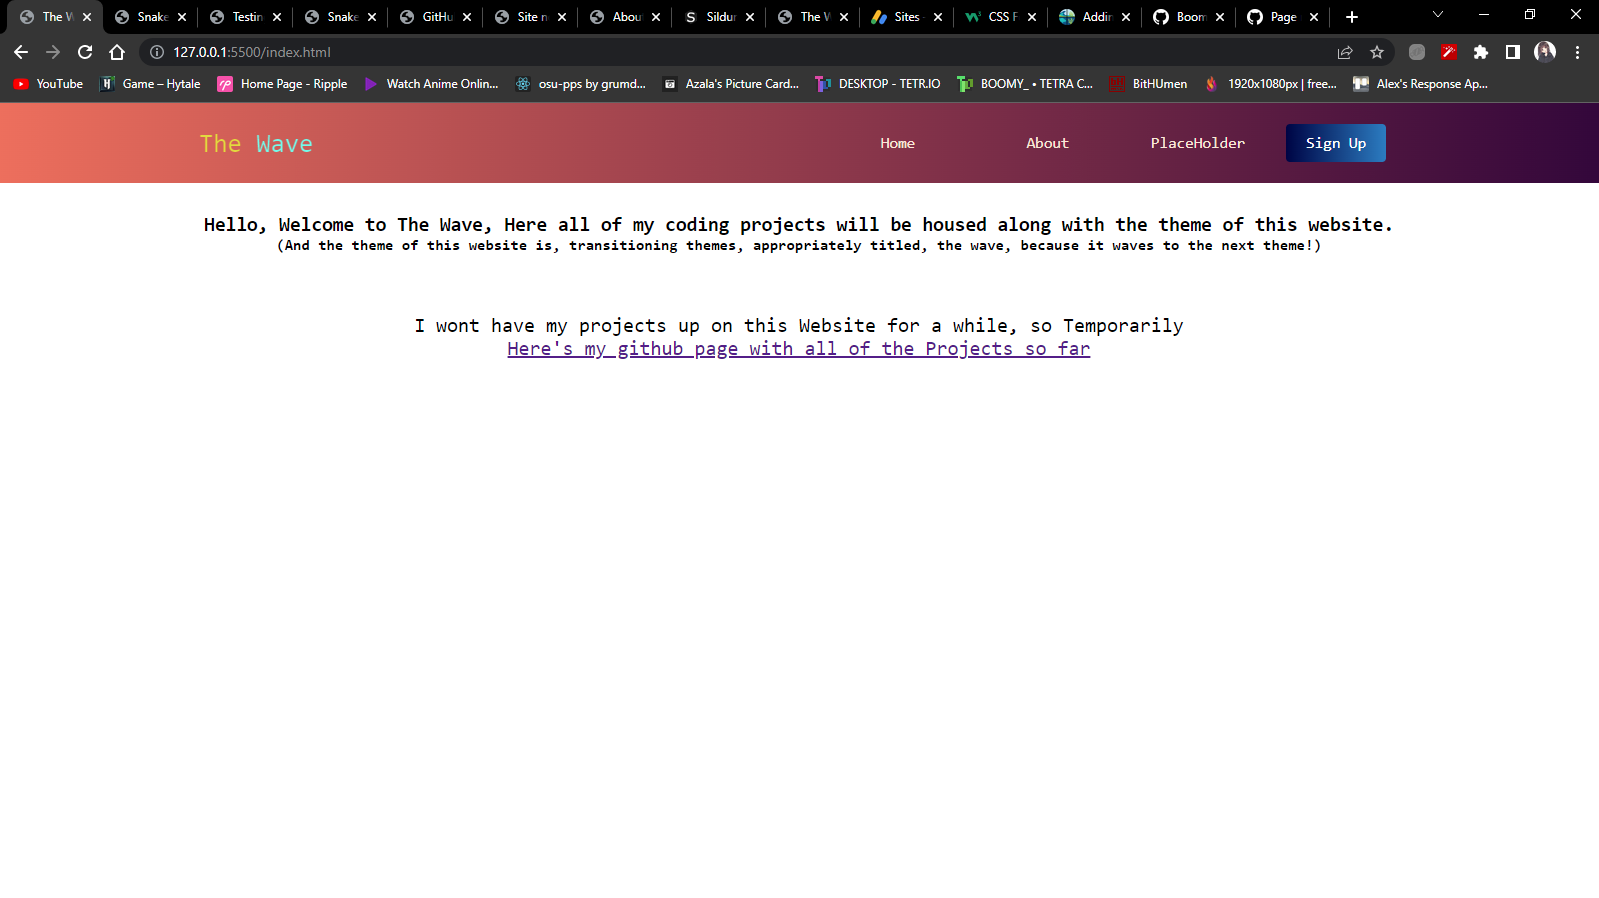 The W
Snake
Testin
Snake
GitHu
Site n
Abou
Sildur
The W
Sites -
CSS F
Addin
Boom
Page
127.0.0.1:5500/index.html
YouTube
Game – Hytale
Home Page - Ripple
Watch Anime Onlin...
osu-pps by grumd...
Azala's Picture Card...
DESKTOP - TETR.IO
BOOMY_ • TETRA C...
BitHUmen
1920x1080px | free...
Alex's Response Ap...
The Wave
Home
About
PlaceHolder
Sign Up
Hello, Welcome to The Wave, Here all of my coding projects will be housed along with the theme of this website.
(And the theme of this website is, transitioning themes, appropriately titled, the wave, because it waves to the next theme!)
I wont have my projects up on this Website for a while, so Temporarily
Here's my github page with all of the Projects so far